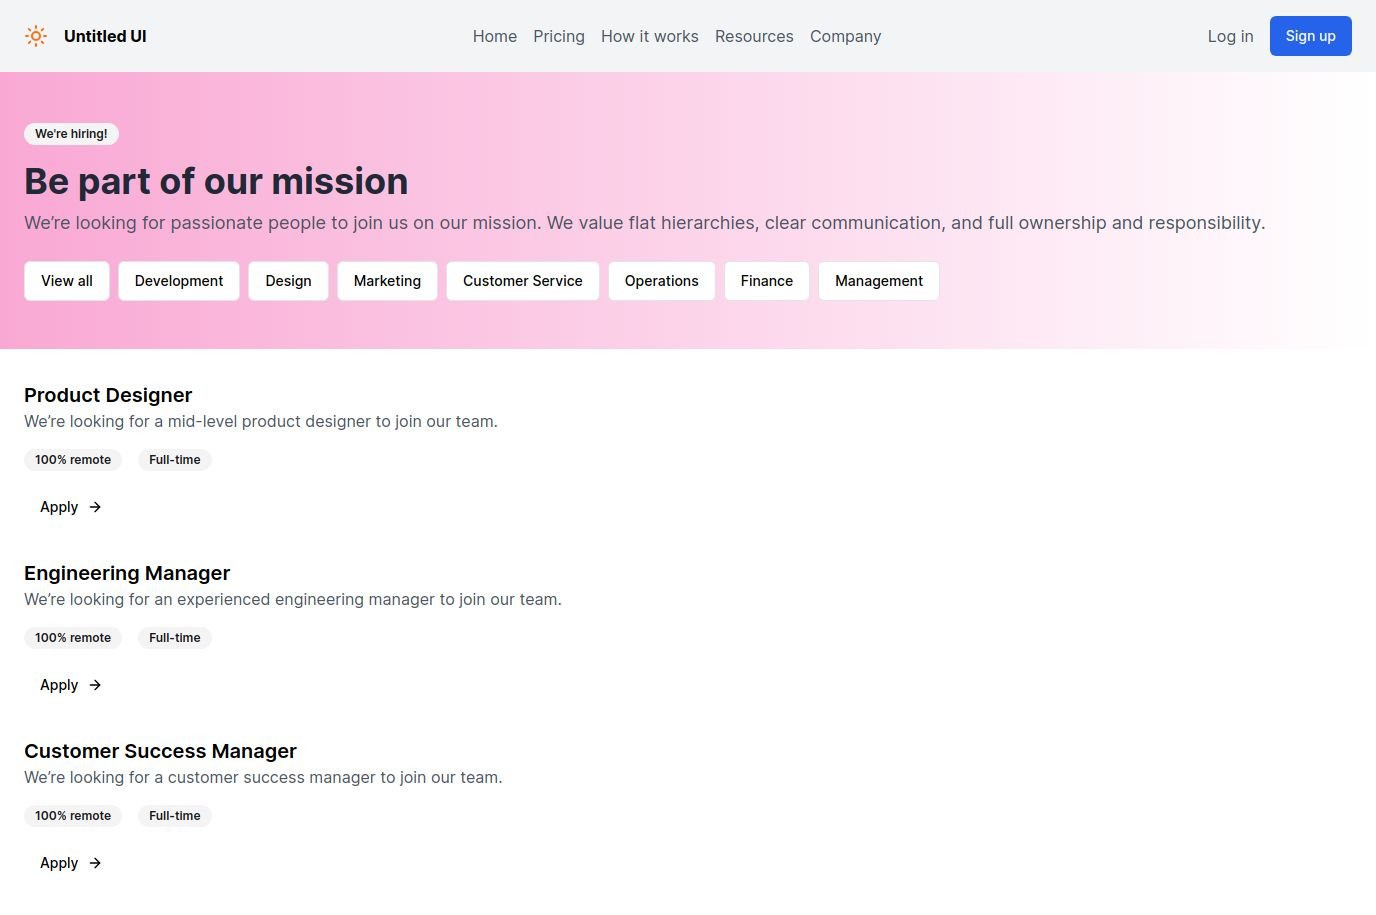 Untitled UI
Home Pricing How it works Resources Company
Log in Sign up
We're hiring!
Be part of our mission
We’re looking for passionate people to join us on our mission. We value flat hierarchies, clear communication, and full ownership and responsibility.
View all Development Design Marketing Customer Service Operations Finance Management
Product Designer
We’re looking for a mid-level product designer to join our team.
100% remote Full-time
Apply →
Engineering Manager
We’re looking for an experienced engineering manager to join our team.
100% remote Full-time
Apply →
Customer Success Manager
We’re looking for a customer success manager to join our team.
100% remote Full-time
Apply →